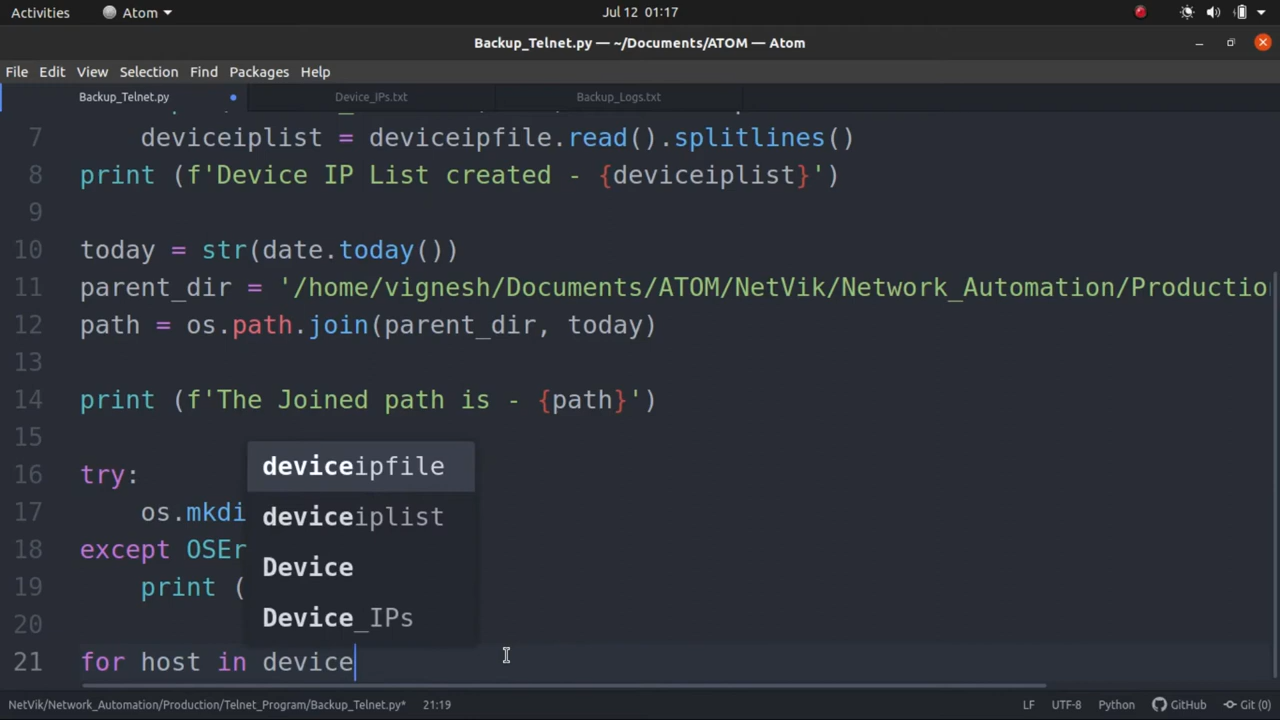 Activities Atom Jul 12 01:17
Backup_Telnet.py — ~/Documents/ATOM — Atom
File Edit View Selection Find Packages Help
Backup_Telnet.py Device_IPs.txt Backup_Logs.txt
7 deviceiplist = deviceipfile.read().splitlines()
8 print (f'Device IP List created - {deviceiplist}')
9
10 today = str(date.today())
11 parent_dir = '/home/vignesh/Documents/ATOM/NetVik/Network_Automation/Productio
12 path = os.path.join(parent_dir, today)
13
14 print (f'The Joined path is - {path}')
15
deviceipfile
16 try:
17 os.mkdi
deviceiplist
18 except OSEr
Device
19 print (
Device_IPs
20
21 for host in device
NetVik/Network_Automation/Production/Telnet_Program/Backup_Telnet.py* 21:19 LF UTF-8 Python GitHub Git (0)